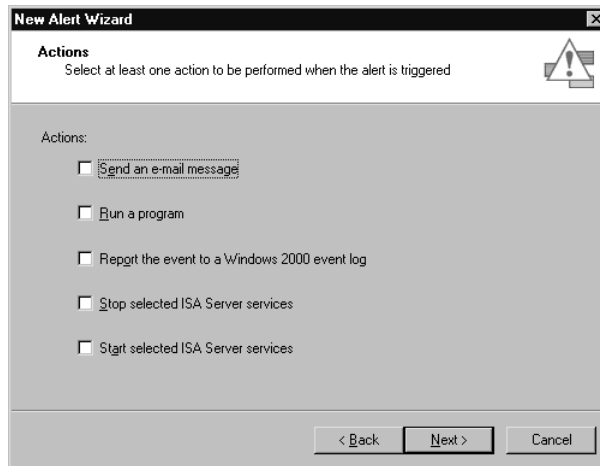 New Alert Wizard
Actions
Select at least one action to be performed when the alert is triggered
Actions:
Send an e-mail message
Run a program
Report the event to a Windows 2000 event log
Stop selected ISA Server services
Start selected ISA Server services
< Back Next > Cancel